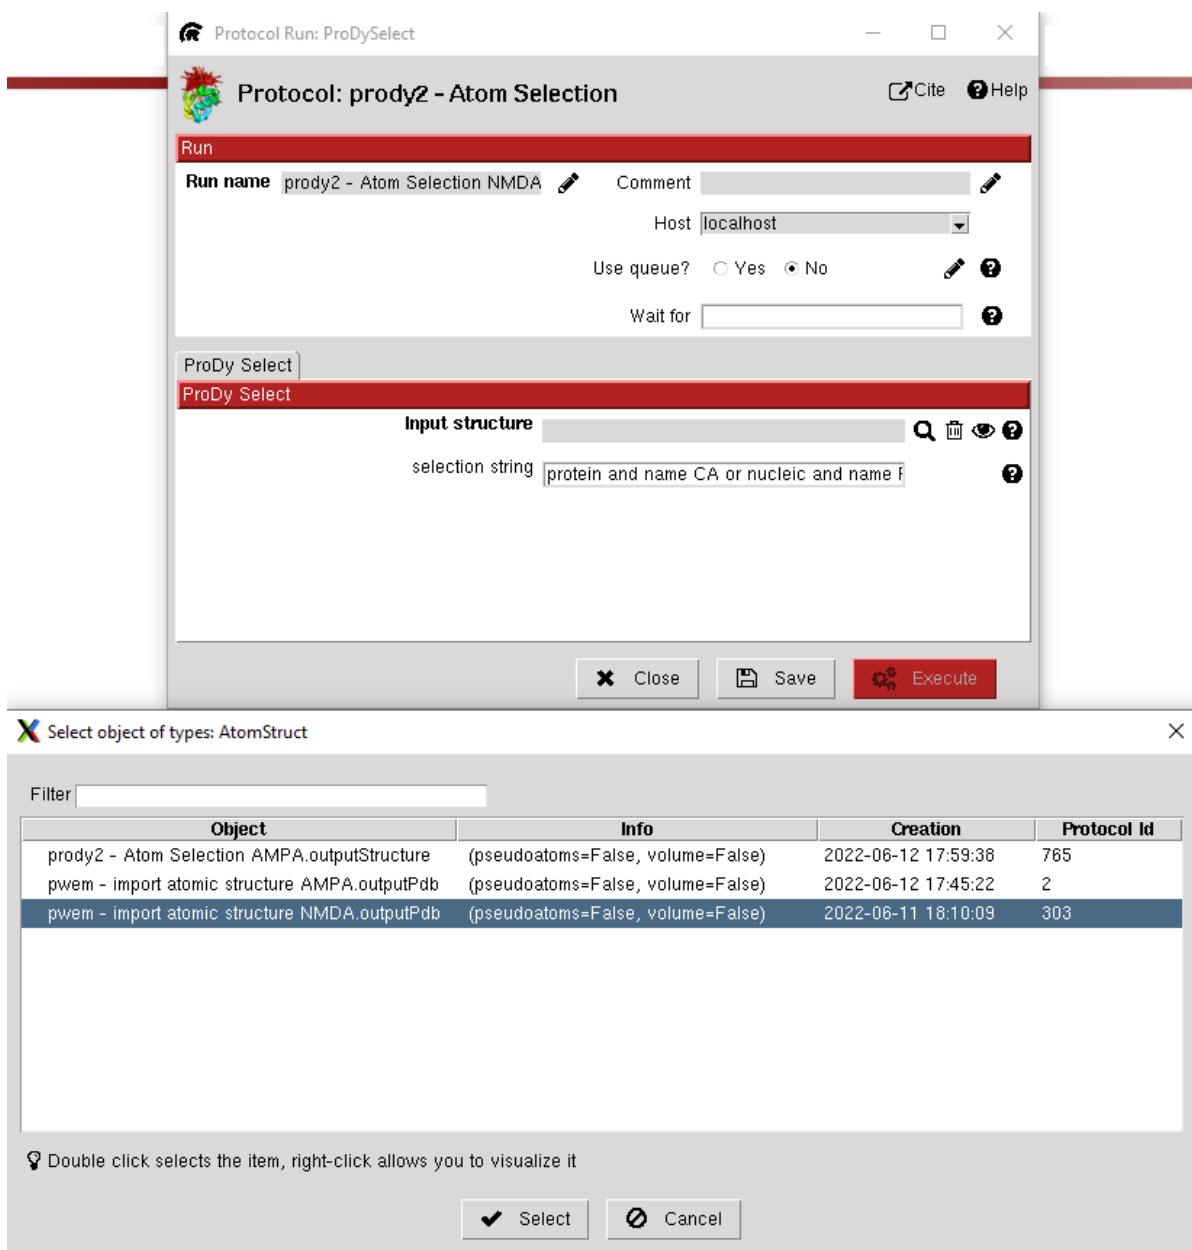 Protocol Run: ProDySelect
Protocol: prody2 - Atom Selection
Cite
Help
Run
Run name prody2 - Atom Selection NMDA
Comment
Host localhost
Use queue? Yes No
Wait for
ProDy Select
ProDy Select
Input structure
selection string protein and name CA or nucleic and name
Close Save Execute
Select object of types: AtomStruct
Filter
Object Info Creation Protocol Id
prody2 - Atom Selection AMPA.outputStructure (pseudoatoms=False, volume=False) 2022-06-12 17:59:38 765
pwem - import atomic structure AMPA.outputPdb (pseudoatoms=False, volume=False) 2022-06-12 17:45:22 2
pwem - import atomic structure NMDA.outputPdb (pseudoatoms=False, volume=False) 2022-06-11 18:10:09 303
Double click selects the item, right-click allows you to visualize it
Select Cancel